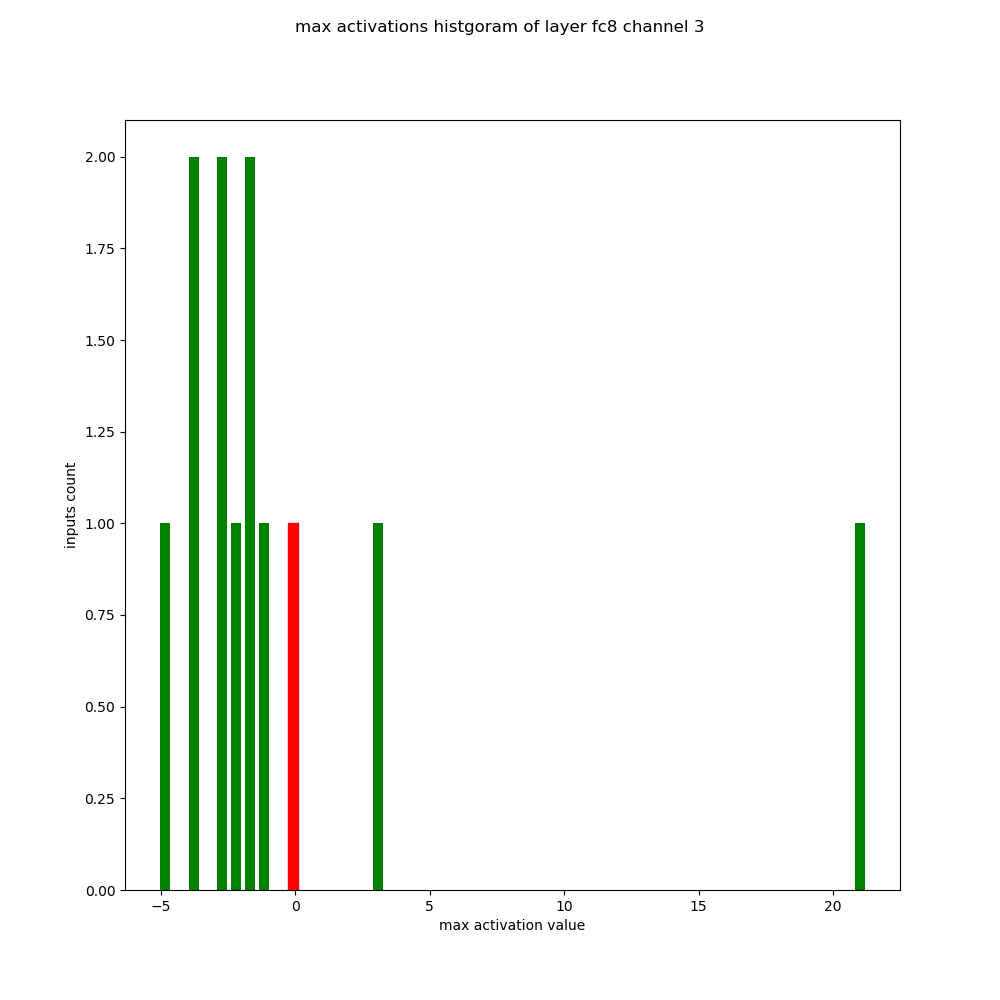 max activations histgoram of layer fc8 channel 3
2.00
1.75
1.50
1.25
1.00
0.75
0.50
0.25
0.00
inputs count
−5 0 5 10 15 20
max activation value